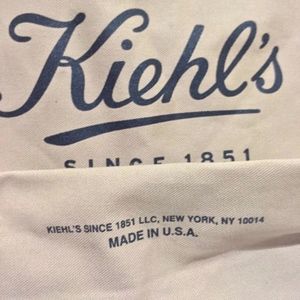 Kiehl's
SINCE 1851
KIEHL'S SINCE 1851 LLC, NEW YORK, NY 10014
MADE IN U.S.A.